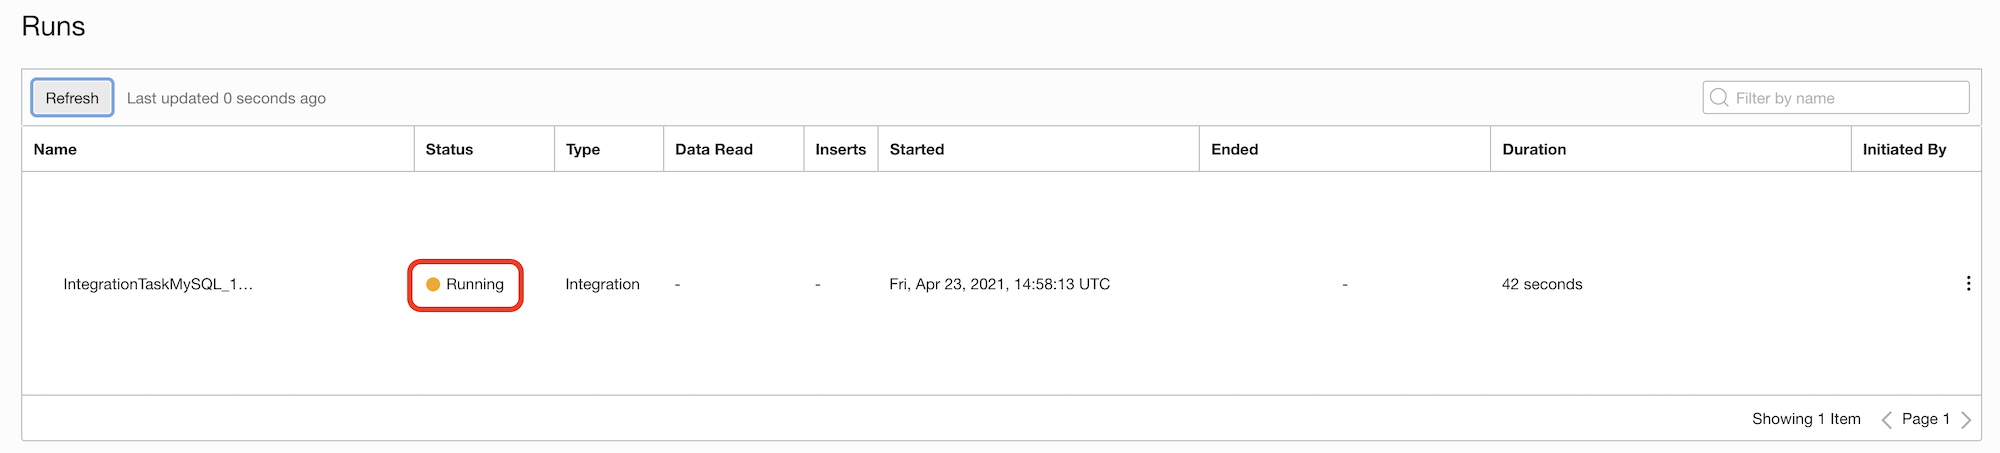 Runs
Refresh Last updated 0 seconds ago Filter by name
Name Status Type Data Read Inserts Started Ended Duration Initiated By
IntegrationTaskMySQL_1... Running Integration - - Fri, Apr 23, 2021, 14:58:13 UTC - 42 seconds
Showing 1 Item Page 1